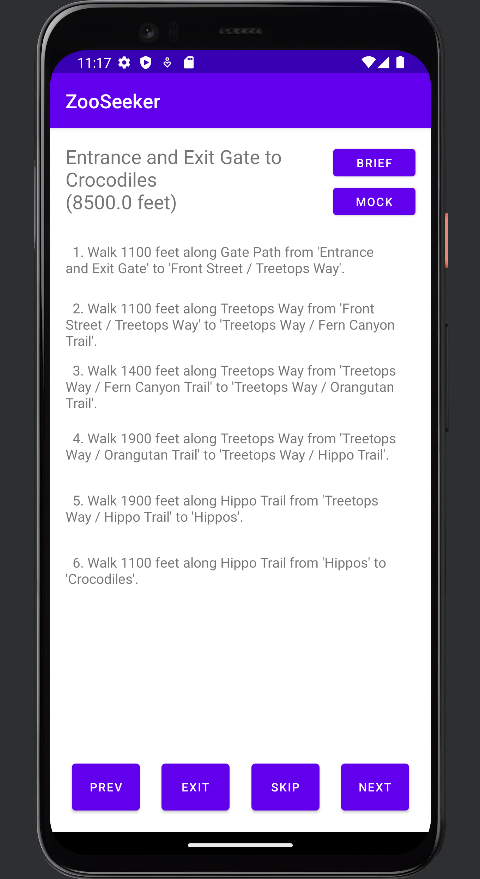 11:17
ZooSeeker
Entrance and Exit Gate to
Crocodiles
(8500.0 feet)
BRIEF
MOCK
1. Walk 1100 feet along Gate Path from 'Entrance
and Exit Gate' to 'Front Street / Treetops Way'.
2. Walk 1100 feet along Treetops Way from 'Front
Street / Treetops Way' to 'Treetops Way / Fern Canyon
Trail'.
3. Walk 1400 feet along Treetops Way from 'Treetops
Way / Fern Canyon Trail' to 'Treetops Way / Orangutan
Trail'.
4. Walk 1900 feet along Treetops Way from 'Treetops
Way / Orangutan Trail' to 'Treetops Way / Hippo Trail'.
5. Walk 1900 feet along Hippo Trail from 'Treetops
Way / Hippo Trail' to 'Hippos'.
6. Walk 1100 feet along Hippo Trail from 'Hippos' to
'Crocodiles'.
PREV
EXIT
SKIP
NEXT